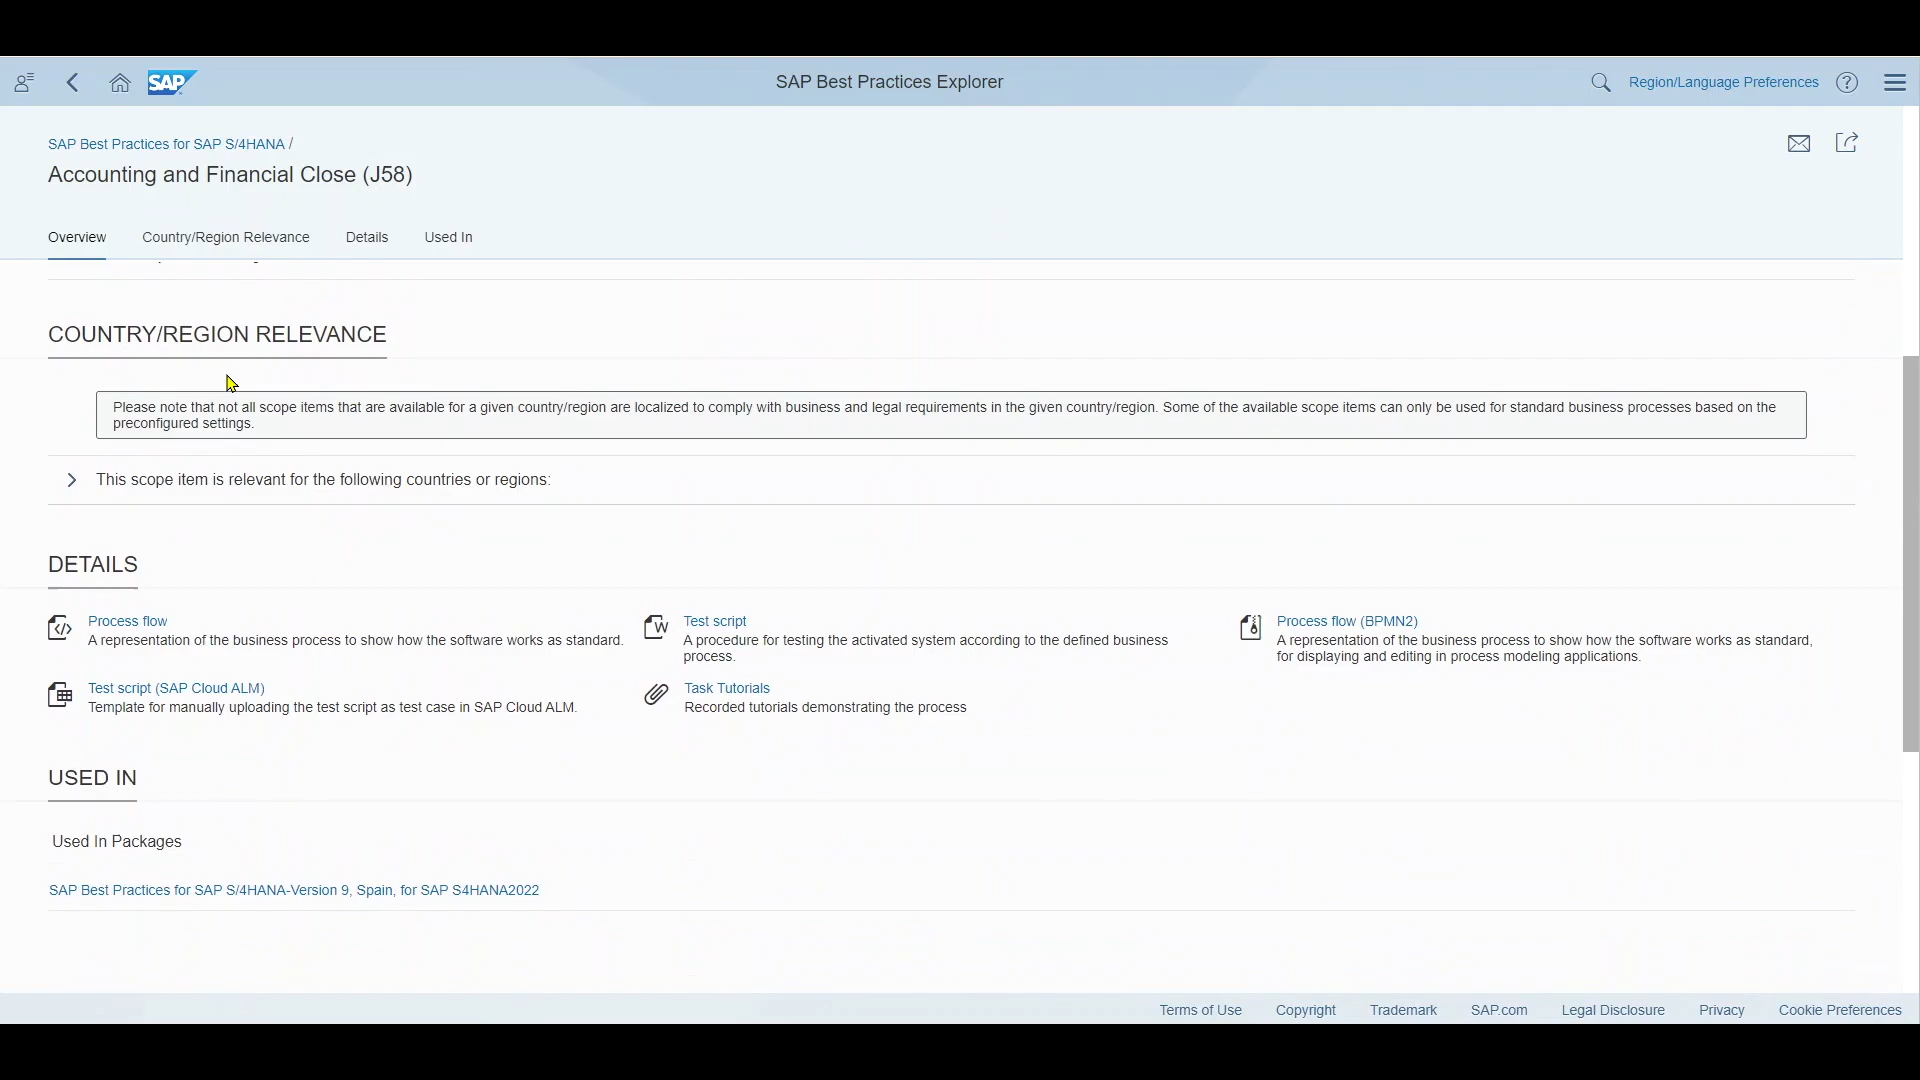 SAP
SAP Best Practices Explorer
Region/Language Preferences
SAP Best Practices for SAP S/4HANA /
Accounting and Financial Close (J58)
Overview
Country/Region Relevance
Details
Used In
COUNTRY/REGION RELEVANCE
Please note that not all scope items that are available for a given country/region are localized to comply with business and legal requirements in the given country/region. Some of the available scope items can only be used for standard business processes based on the
preconfigured settings.
This scope item is relevant for the following countries or regions:
DETAILS
Process flow
A representation of the business process to show how the software works as standard.
Test script
A procedure for testing the activated system according to the defined business
process.
Process flow (BPMN2)
A representation of the business process to show how the software works as standard,
for displaying and editing in process modeling applications.
Test script (SAP Cloud ALM)
Template for manually uploading the test script as test case in SAP Cloud ALM.
Task Tutorials
Recorded tutorials demonstrating the process
USED IN
Used In Packages
SAP Best Practices for SAP S/4HANA-Version 9, Spain, for SAP S4HANA2022
Terms of Use
Copyright
Trademark
SAP.com
Legal Disclosure
Privacy
Cookie Preferences